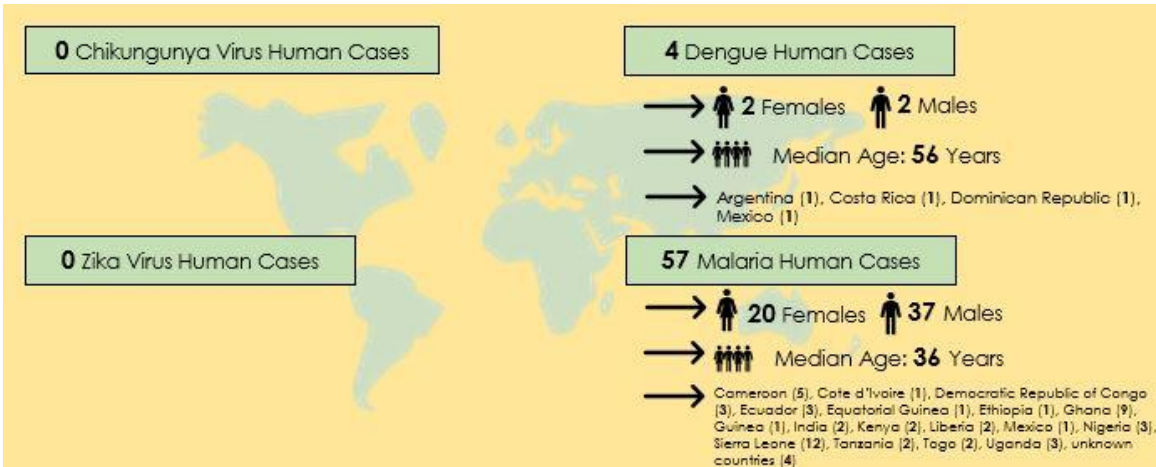 0 Chikungunya Virus Human Cases
0 Zika Virus Human Cases
4 Dengue Human Cases
2 Females 2 Males
Median Age: 56 Years
Argentina (1), Costa Rica (1), Dominican Republic (1),
Mexico (1)
57 Malaria Human Cases
20 Females 37 Males
Median Age: 36 Years
Cameroon (5), Cote d'Ivoire (1), Democratic Republic of Congo
(3), Ecuador (3), Equatorial Guinea (1), Ethiopia (1), Ghana (9),
Guinea (1), India (2), Kenya (2), Liberia (2), Mexico (1), Nigeria (3),
Sierra Leone (12), Tanzania (2), Togo (2), Uganda (3), unknown
countries (4)